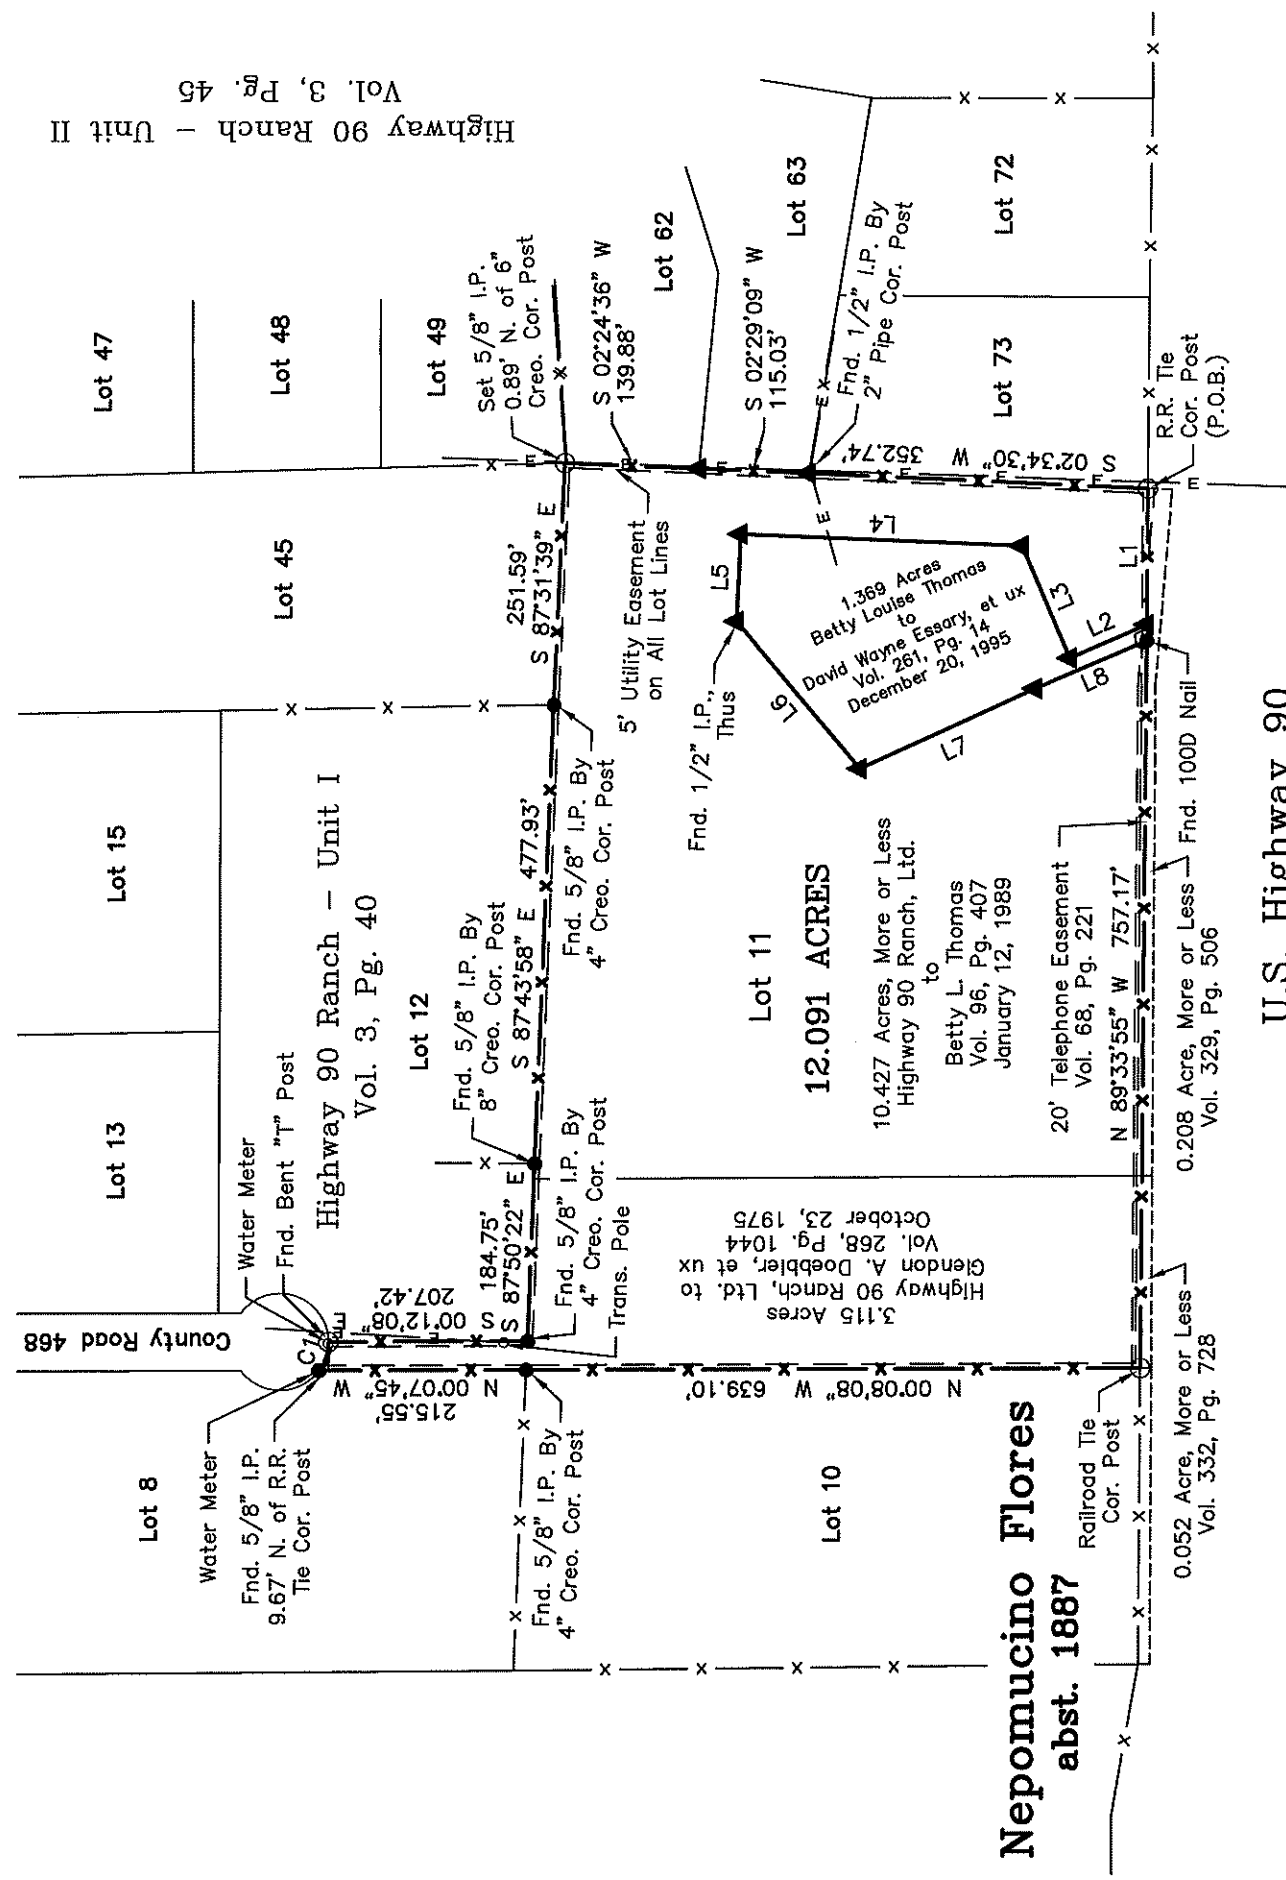 Highway 90 Ranch – Unit II
Vol. 3, Pg. 45
Lot 47
Lot 48
Lot 49
Set 5/8" I.P.
0.89' N. of 6"
Creo. Cor. Post
S 02°24'36" W
139.88'
Lot 62
S 02°29'09" W
115.03'
Lot 63
Fnd. 1/2" I.P. By
2" Pipe Cor. Post
Lot 72
Lot 73
S 02°34'30" W 352.74'
R.R. Tie
Cor. Post
(P.O.B.)
Lot 45
251.59'
S 87°31'39" E
5' Utility Easement
on All Lot Lines
Fnd. 1/2" I.P.,
Thus
L5
L4
L6
L7
L3
L2
L8
L1
1.369 Acres
Betty Louise Thomas
to
David Wayne Essary, et ux
Vol. 261, Pg. 14
December 20, 1995
Lot 15
Lot 13
Highway 90 Ranch – Unit I
Vol. 3, Pg. 40
Lot 12
Fnd. 5/8" I.P. By
8" Creo. Cor. Post
S 87°43'58" E 477.93'
Fnd. 5/8" I.P. By
4" Creo. Cor. Post
Lot 11
12.091 ACRES
10.427 Acres, More or Less
Highway 90 Ranch, Ltd.
to
Betty L. Thomas
Vol. 96, Pg. 407
January 12, 1989
20' Telephone Easement
Vol. 68, Pg. 221
N 89°33'55" W 757.17'
Fnd. 100D Nail
0.208 Acre, More or Less
Vol. 329, Pg. 506
U.S. Highway 90
Water Meter
Fnd. Bent "T" Post
County Road 468
C1
S 00°12'08"
207.42'
184.75'
S 87°50'22" E
Fnd. 5/8" I.P. By
4" Creo. Cor. Post
Trans. Pole
3.115 Acres
Highway 90 Ranch, Ltd. to
Glendon A. Doebbler, et ux
Vol. 268, Pg. 1044
October 23, 1975
Water Meter
Fnd. 5/8" I.P.
9.67' N. of R.R.
Tie Cor. Post
Lot 8
N 00°07'45" W
215.55'
Fnd. 5/8" I.P. By
4" Creo. Cor. Post
N 00°08'08" W 639.10'
Lot 10
Railroad Tie
Cor. Post
0.052 Acre, More or Less
Vol. 332, Pg. 728
Nepomucino Flores
abst. 1887